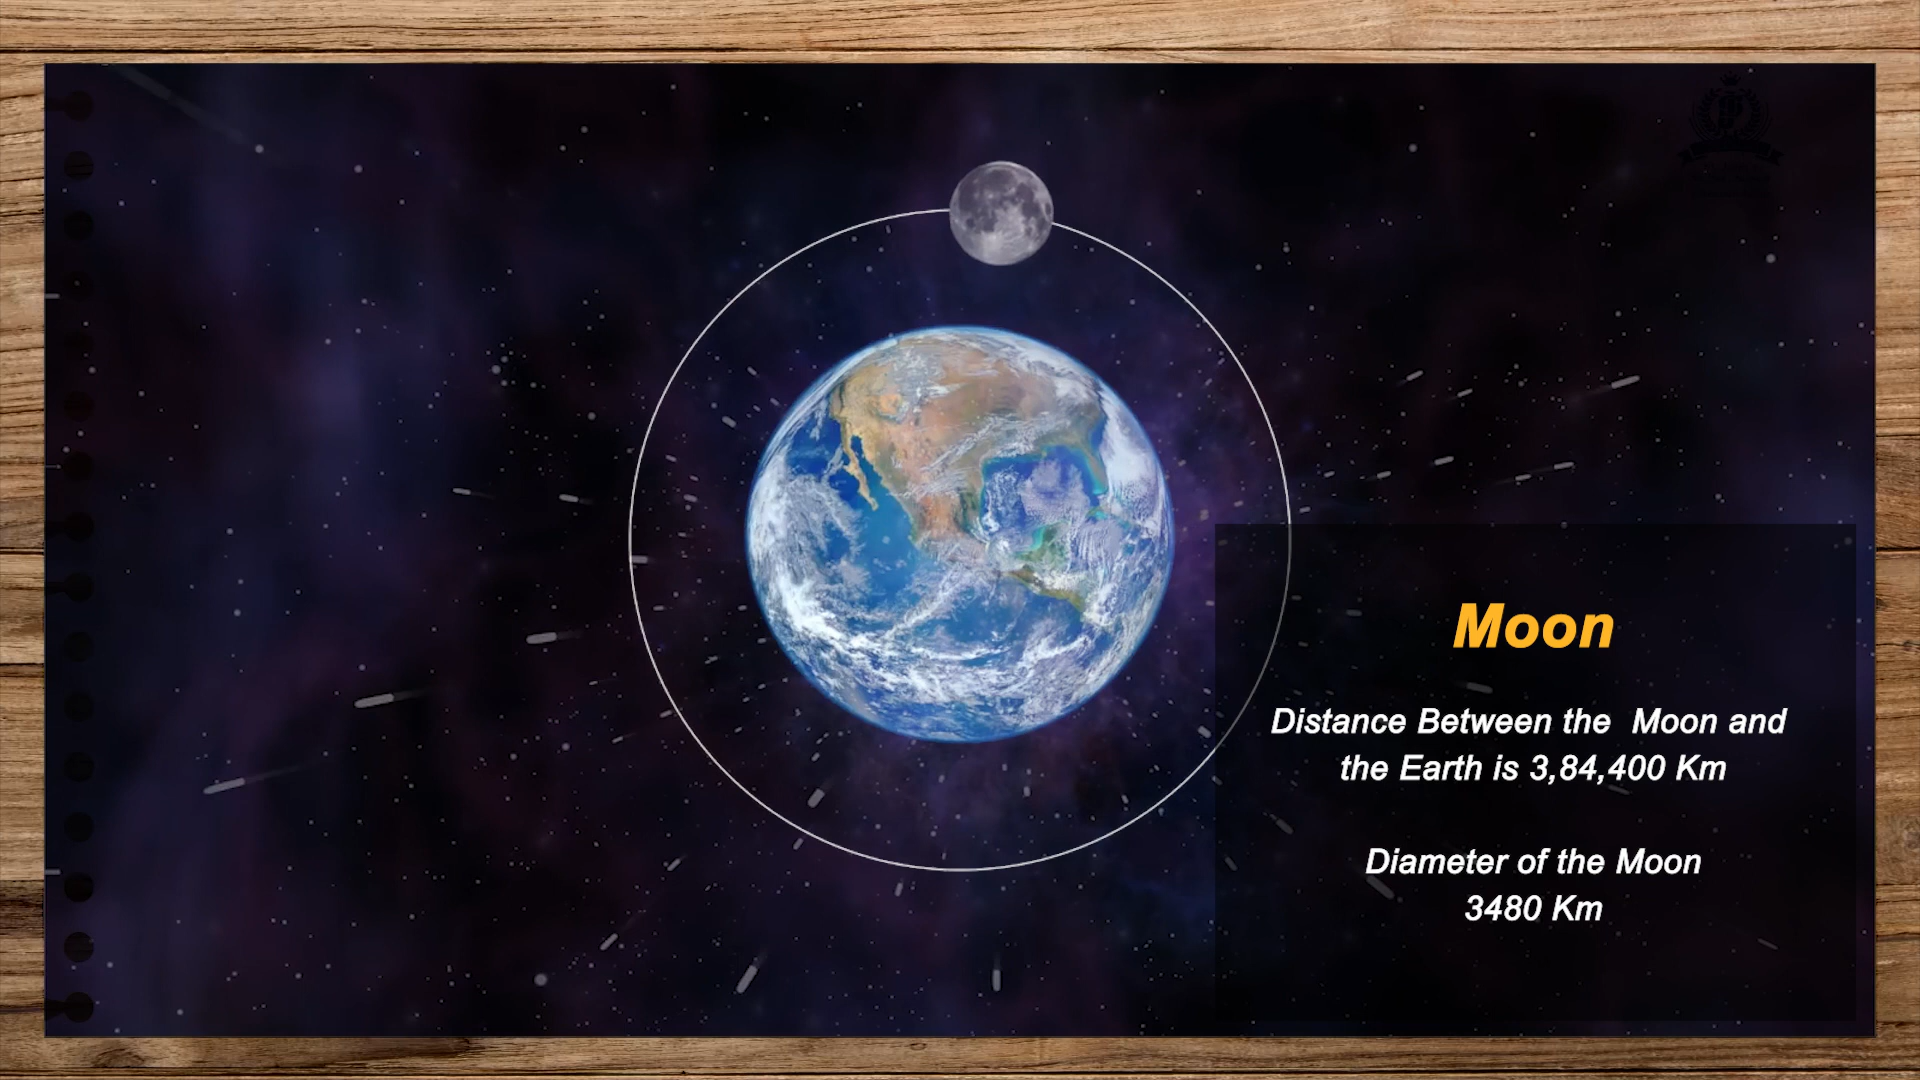 Moon
Distance Between the Moon and
the Earth is 3,84,400 Km
Diameter of the Moon
3480 Km